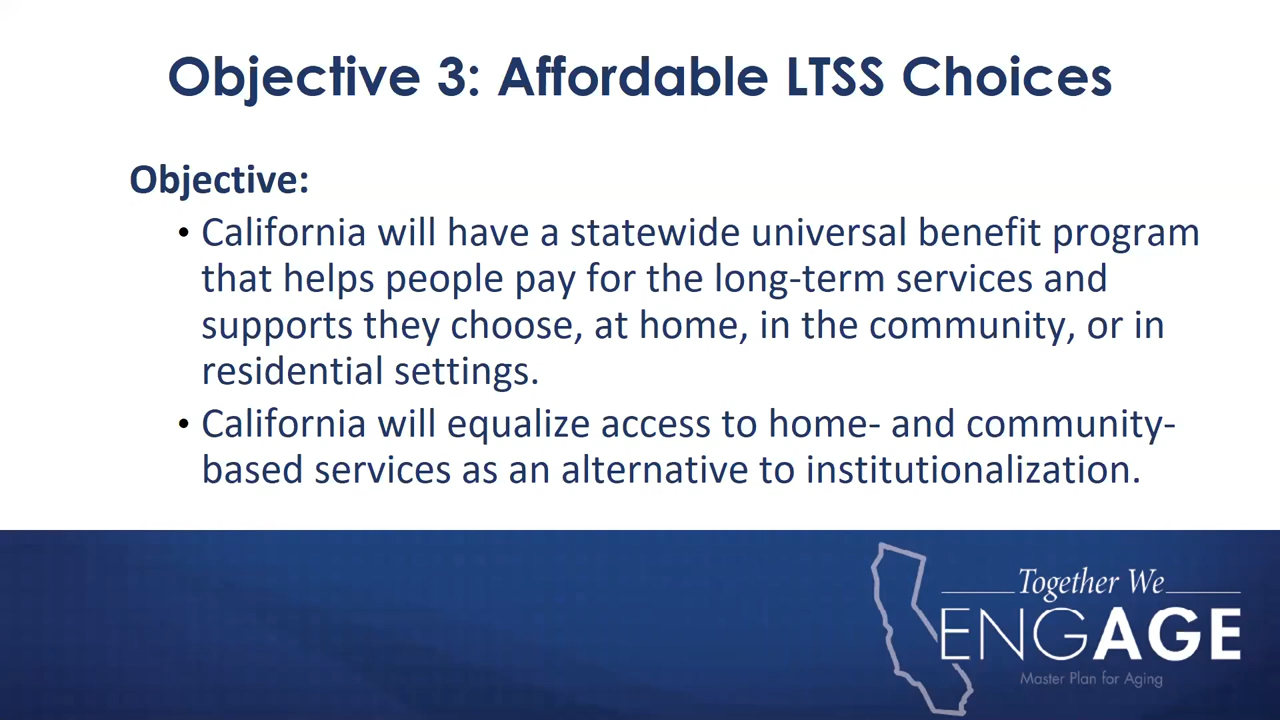 Objective 3: Affordable LTSS Choices
Objective:
• California will have a statewide universal benefit program
that helps people pay for the long-term services and
supports they choose, at home, in the community, or in
residential settings.
• California will equalize access to home- and community-
based services as an alternative to institutionalization.
Together We
ENGAGE
Master Plan for Aging